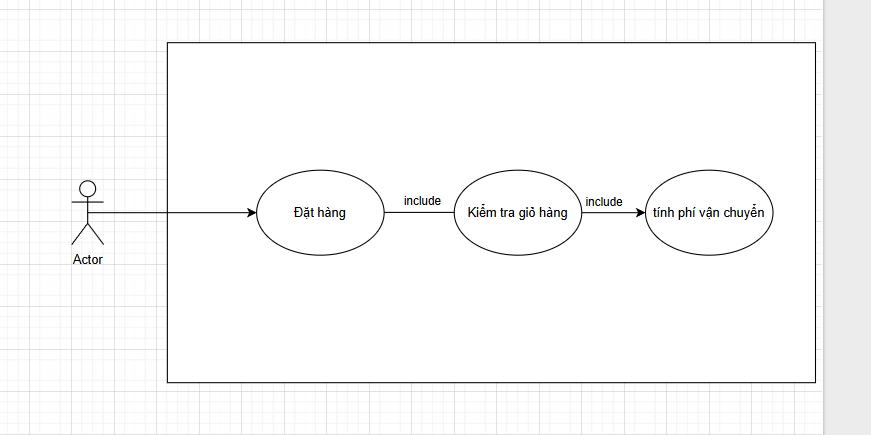 include
include
Đặt hàng
Kiểm tra giỏ hàng
tính phí vận chuyển
Actor